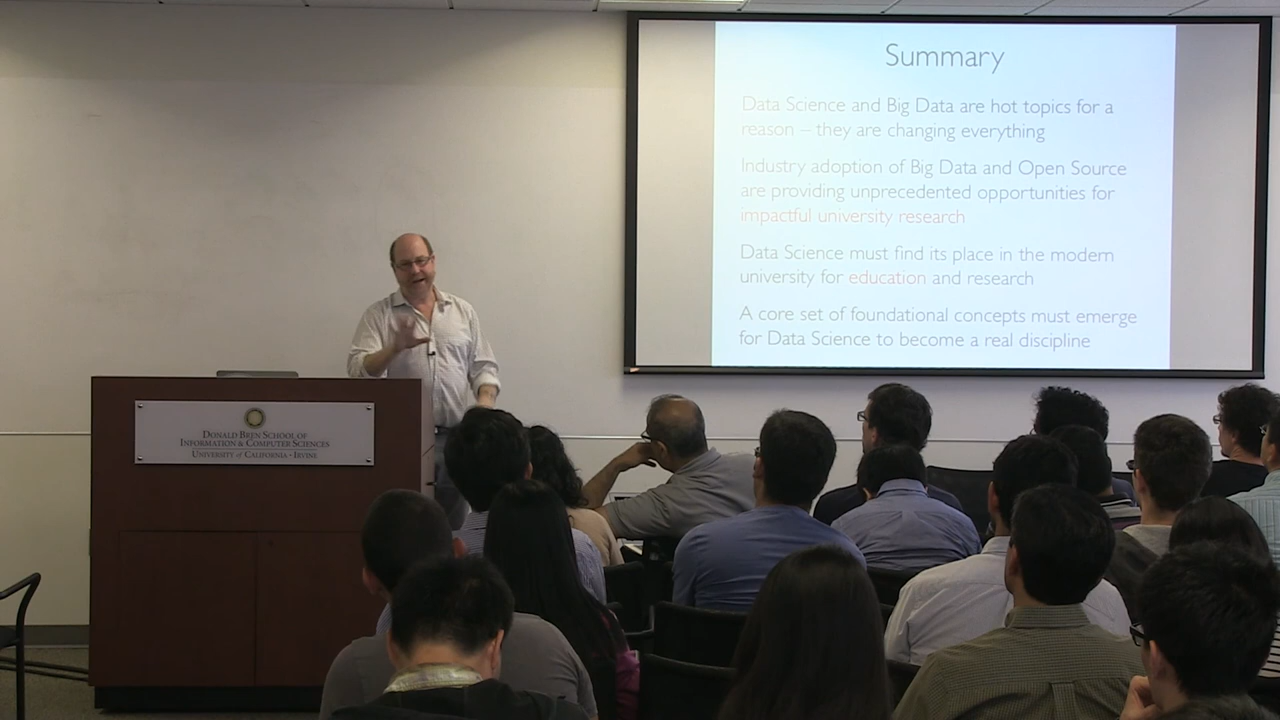 Summary
Data Science and Big Data are hot topics for a
reason – they are changing everything
Industry adoption of Big Data and Open Source
are providing unprecedented opportunities for
impactful university research
Data Science must find its place in the modern
university for education and research
A core set of foundational concepts must emerge
for Data Science to become a real discipline
DONALD BREN SCHOOL OF
INFORMATION & COMPUTER SCIENCES
UNIVERSITY of CALIFORNIA · IRVINE